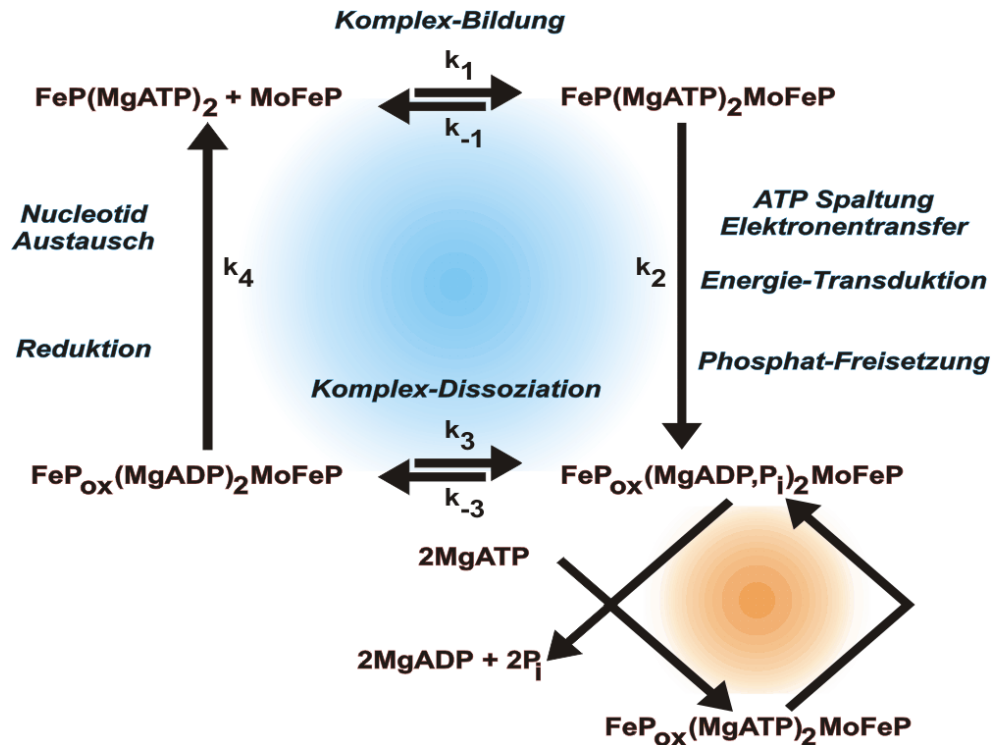 Komplex-Bildung
k1
FeP(MgATP)2 + MoFeP
FeP(MgATP)2MoFeP
k-1
Nucleotid
Austausch
ATP Spaltung
Elektronentransfer
k4
k2
Energie-Transduktion
Reduktion
Phosphat-Freisetzung
Komplex-Dissoziation
k3
FePox(MgADP)2MoFeP
FePox(MgADP,Pi)2MoFeP
k-3
2MgATP
2MgADP + 2Pi
FePox(MgATP)2MoFeP